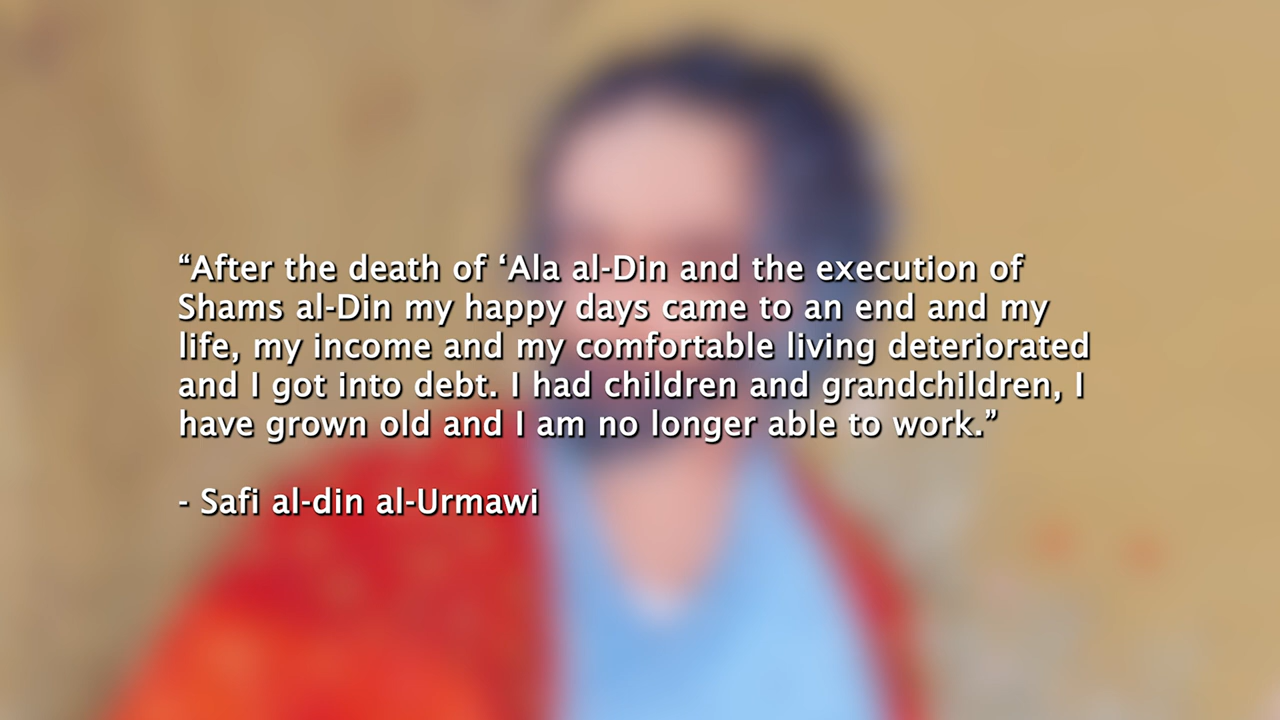 “After the death of ‘Ala al-Din and the execution of
Shams al-Din my happy days came to an end and my
life, my income and my comfortable living deteriorated
and I got into debt. I had children and grandchildren, I
have grown old and I am no longer able to work.”
- Safi al-din al-Urmawi